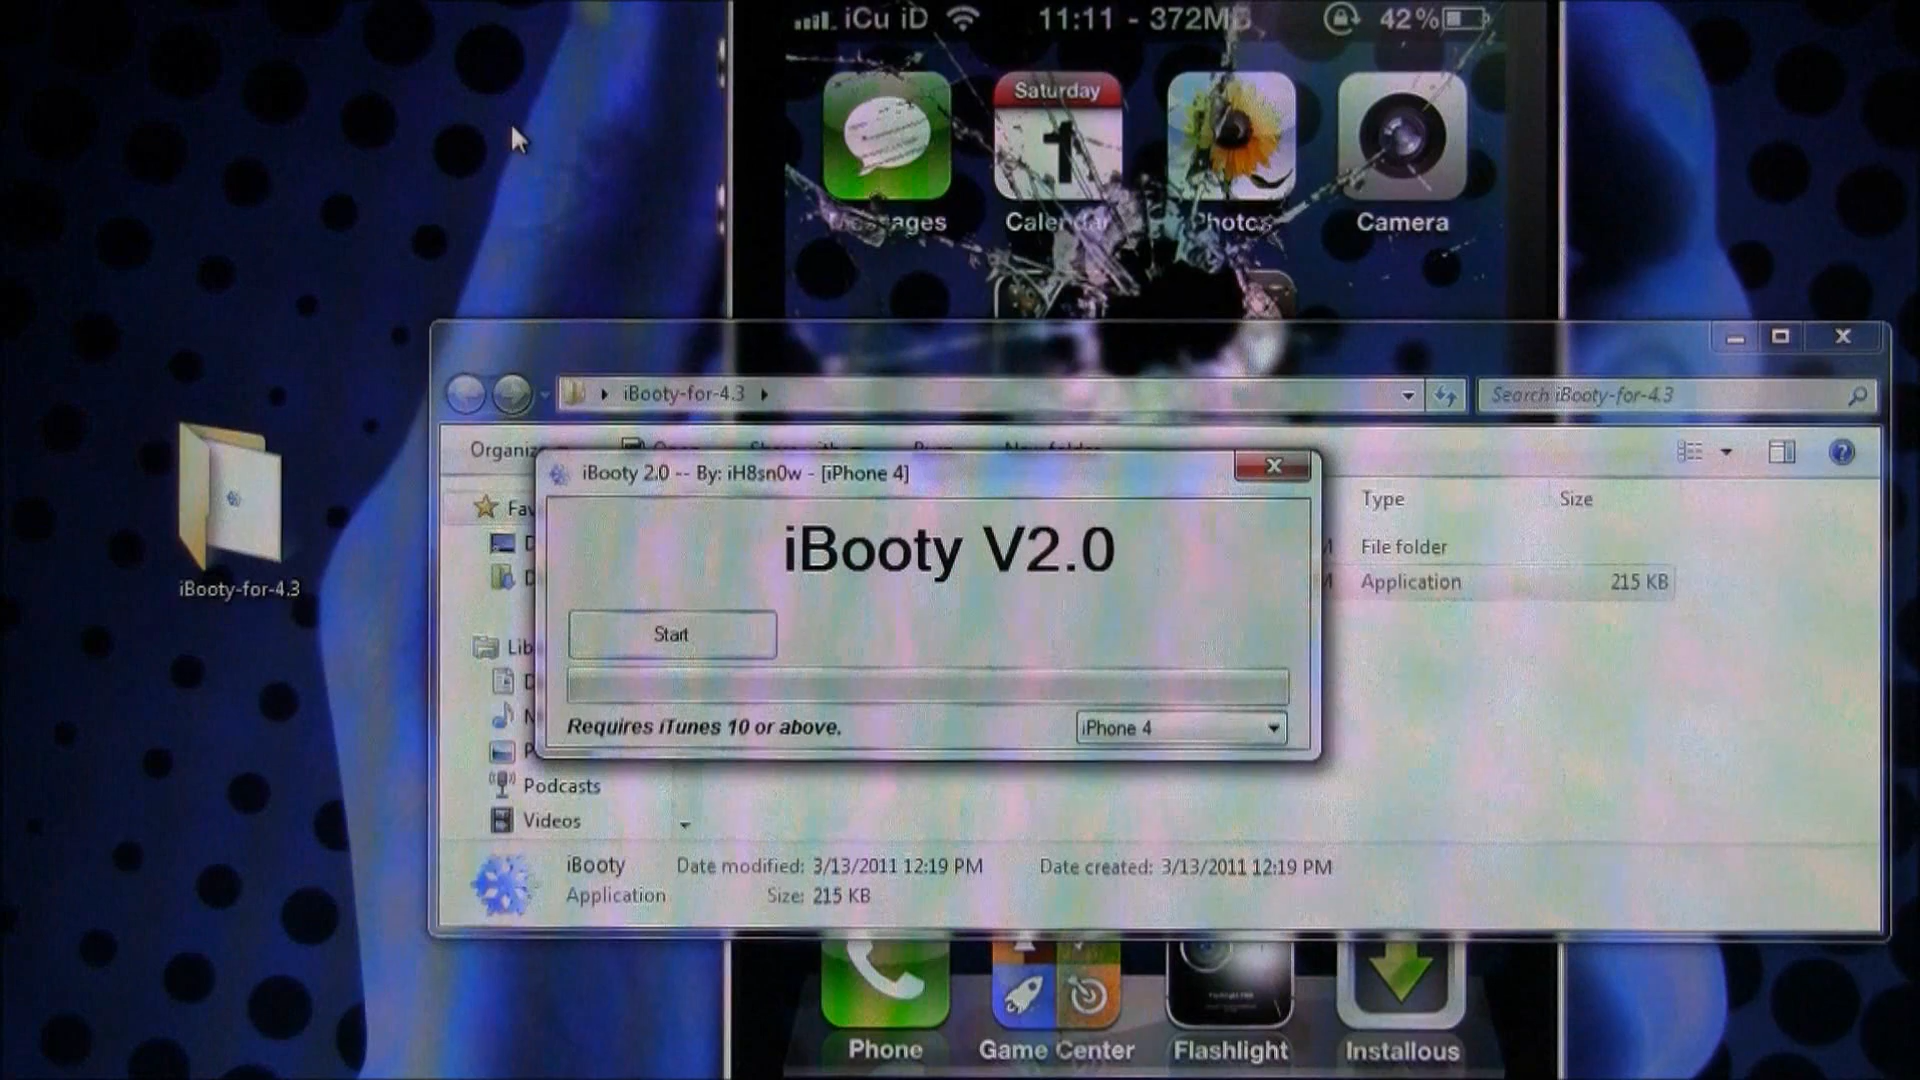 iCu iD 11:11 - 372MB 42%
Saturday
1
Calendar Photos Camera
iBooty-for-4.3
Search iBooty-for-4.3
iBooty 2.0 -- By: iH8sn0w - [iPhone 4]
Type Size
iBooty V2.0
File folder
Application 215 KB
iBooty-for-4.3
Start
Requires iTunes 10 or above.
iPhone 4
Podcasts
Videos
iBooty Date modified: 3/13/2011 12:19 PM Date created: 3/13/2011 12:19 PM
Application Size: 215 KB
Phone Game Center Flashlight Installous